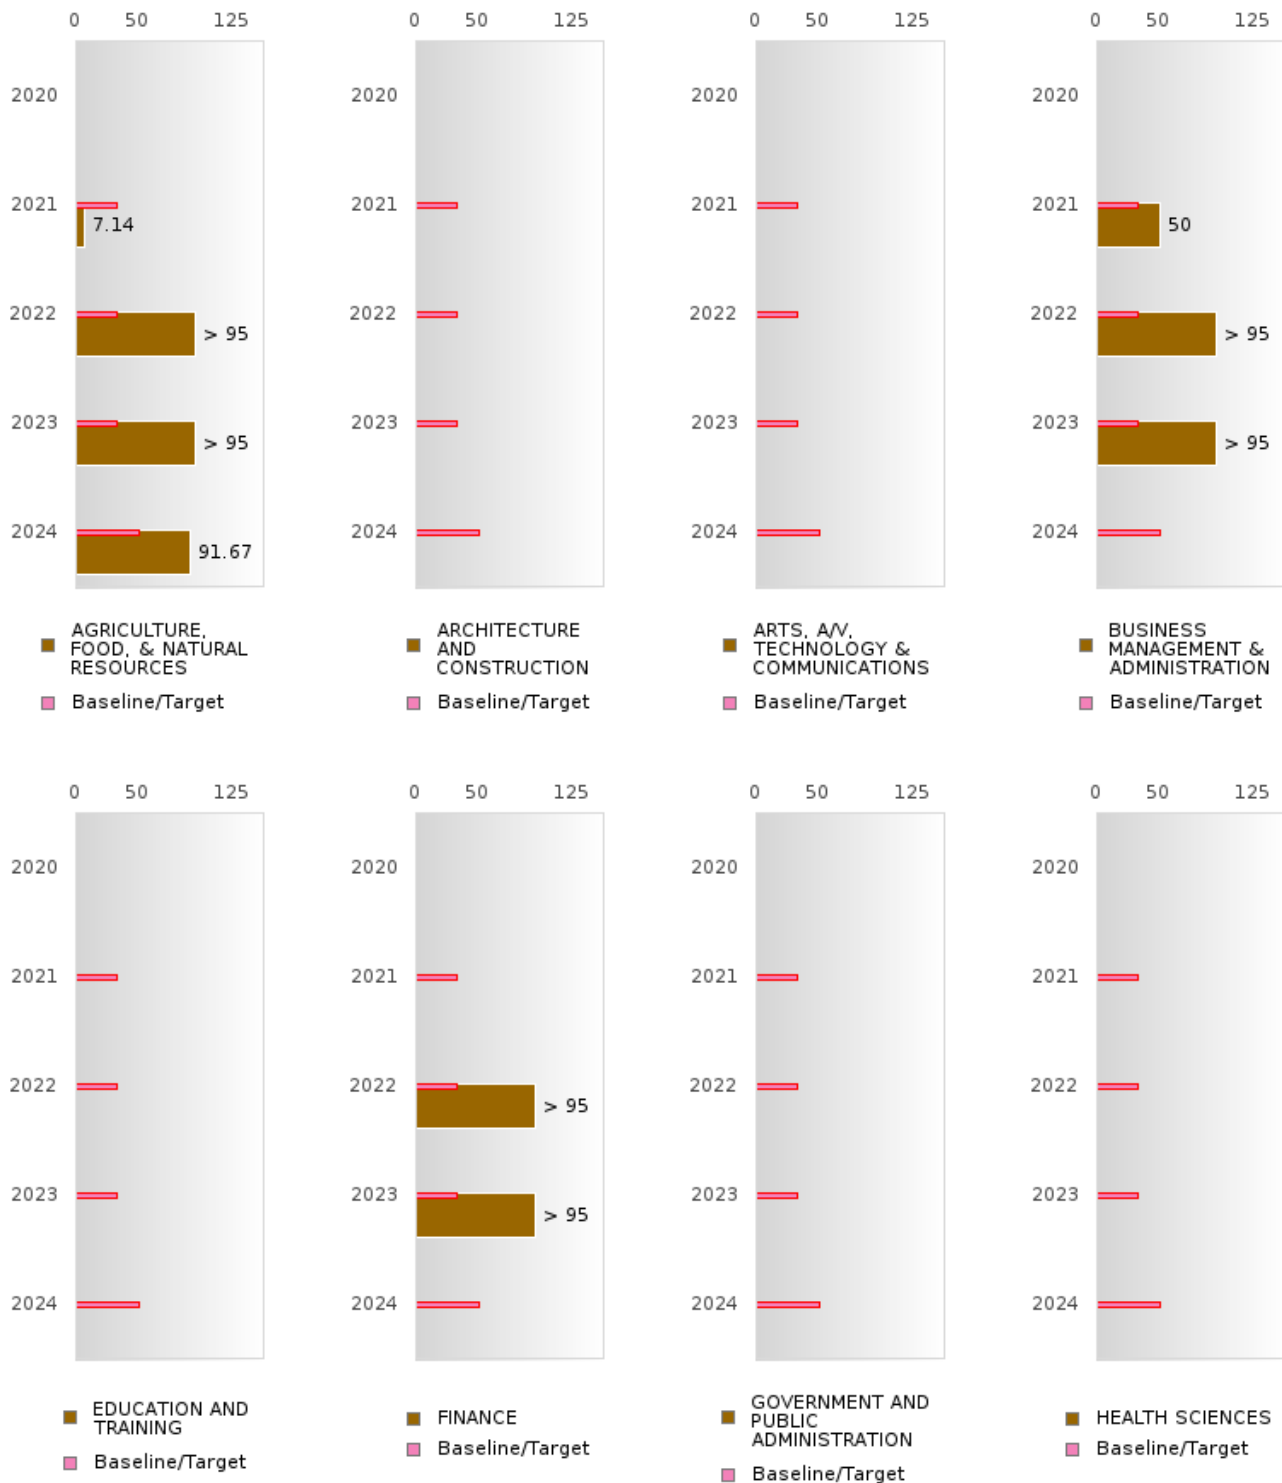 0 50 125 0 50 125 0 50 125 0 50 125
2020 2020 2020 2020
2021 2021 2021 2021
7.14 50
2022 2022 2022 2022
> 95 > 95
2023 2023 2023 2023
> 95 > 95
2024 2024 2024 2024
91.67
AGRICULTURE,
FOOD, & NATURAL
RESOURCES
Baseline/Target
ARCHITECTURE
AND
CONSTRUCTION
Baseline/Target
ARTS, A/V,
TECHNOLOGY &
COMMUNICATIONS
Baseline/Target
BUSINESS
MANAGEMENT &
ADMINISTRATION
Baseline/Target
0 50 125 0 50 125 0 50 125 0 50 125
2020 2020 2020 2020
2021 2021 2021 2021
2022 2022 2022 2022
> 95
2023 2023 2023 2023
> 95
2024 2024 2024 2024
EDUCATION AND
TRAINING
Baseline/Target
FINANCE
Baseline/Target
GOVERNMENT AND
PUBLIC
ADMINISTRATION
Baseline/Target
HEALTH SCIENCES
Baseline/Target